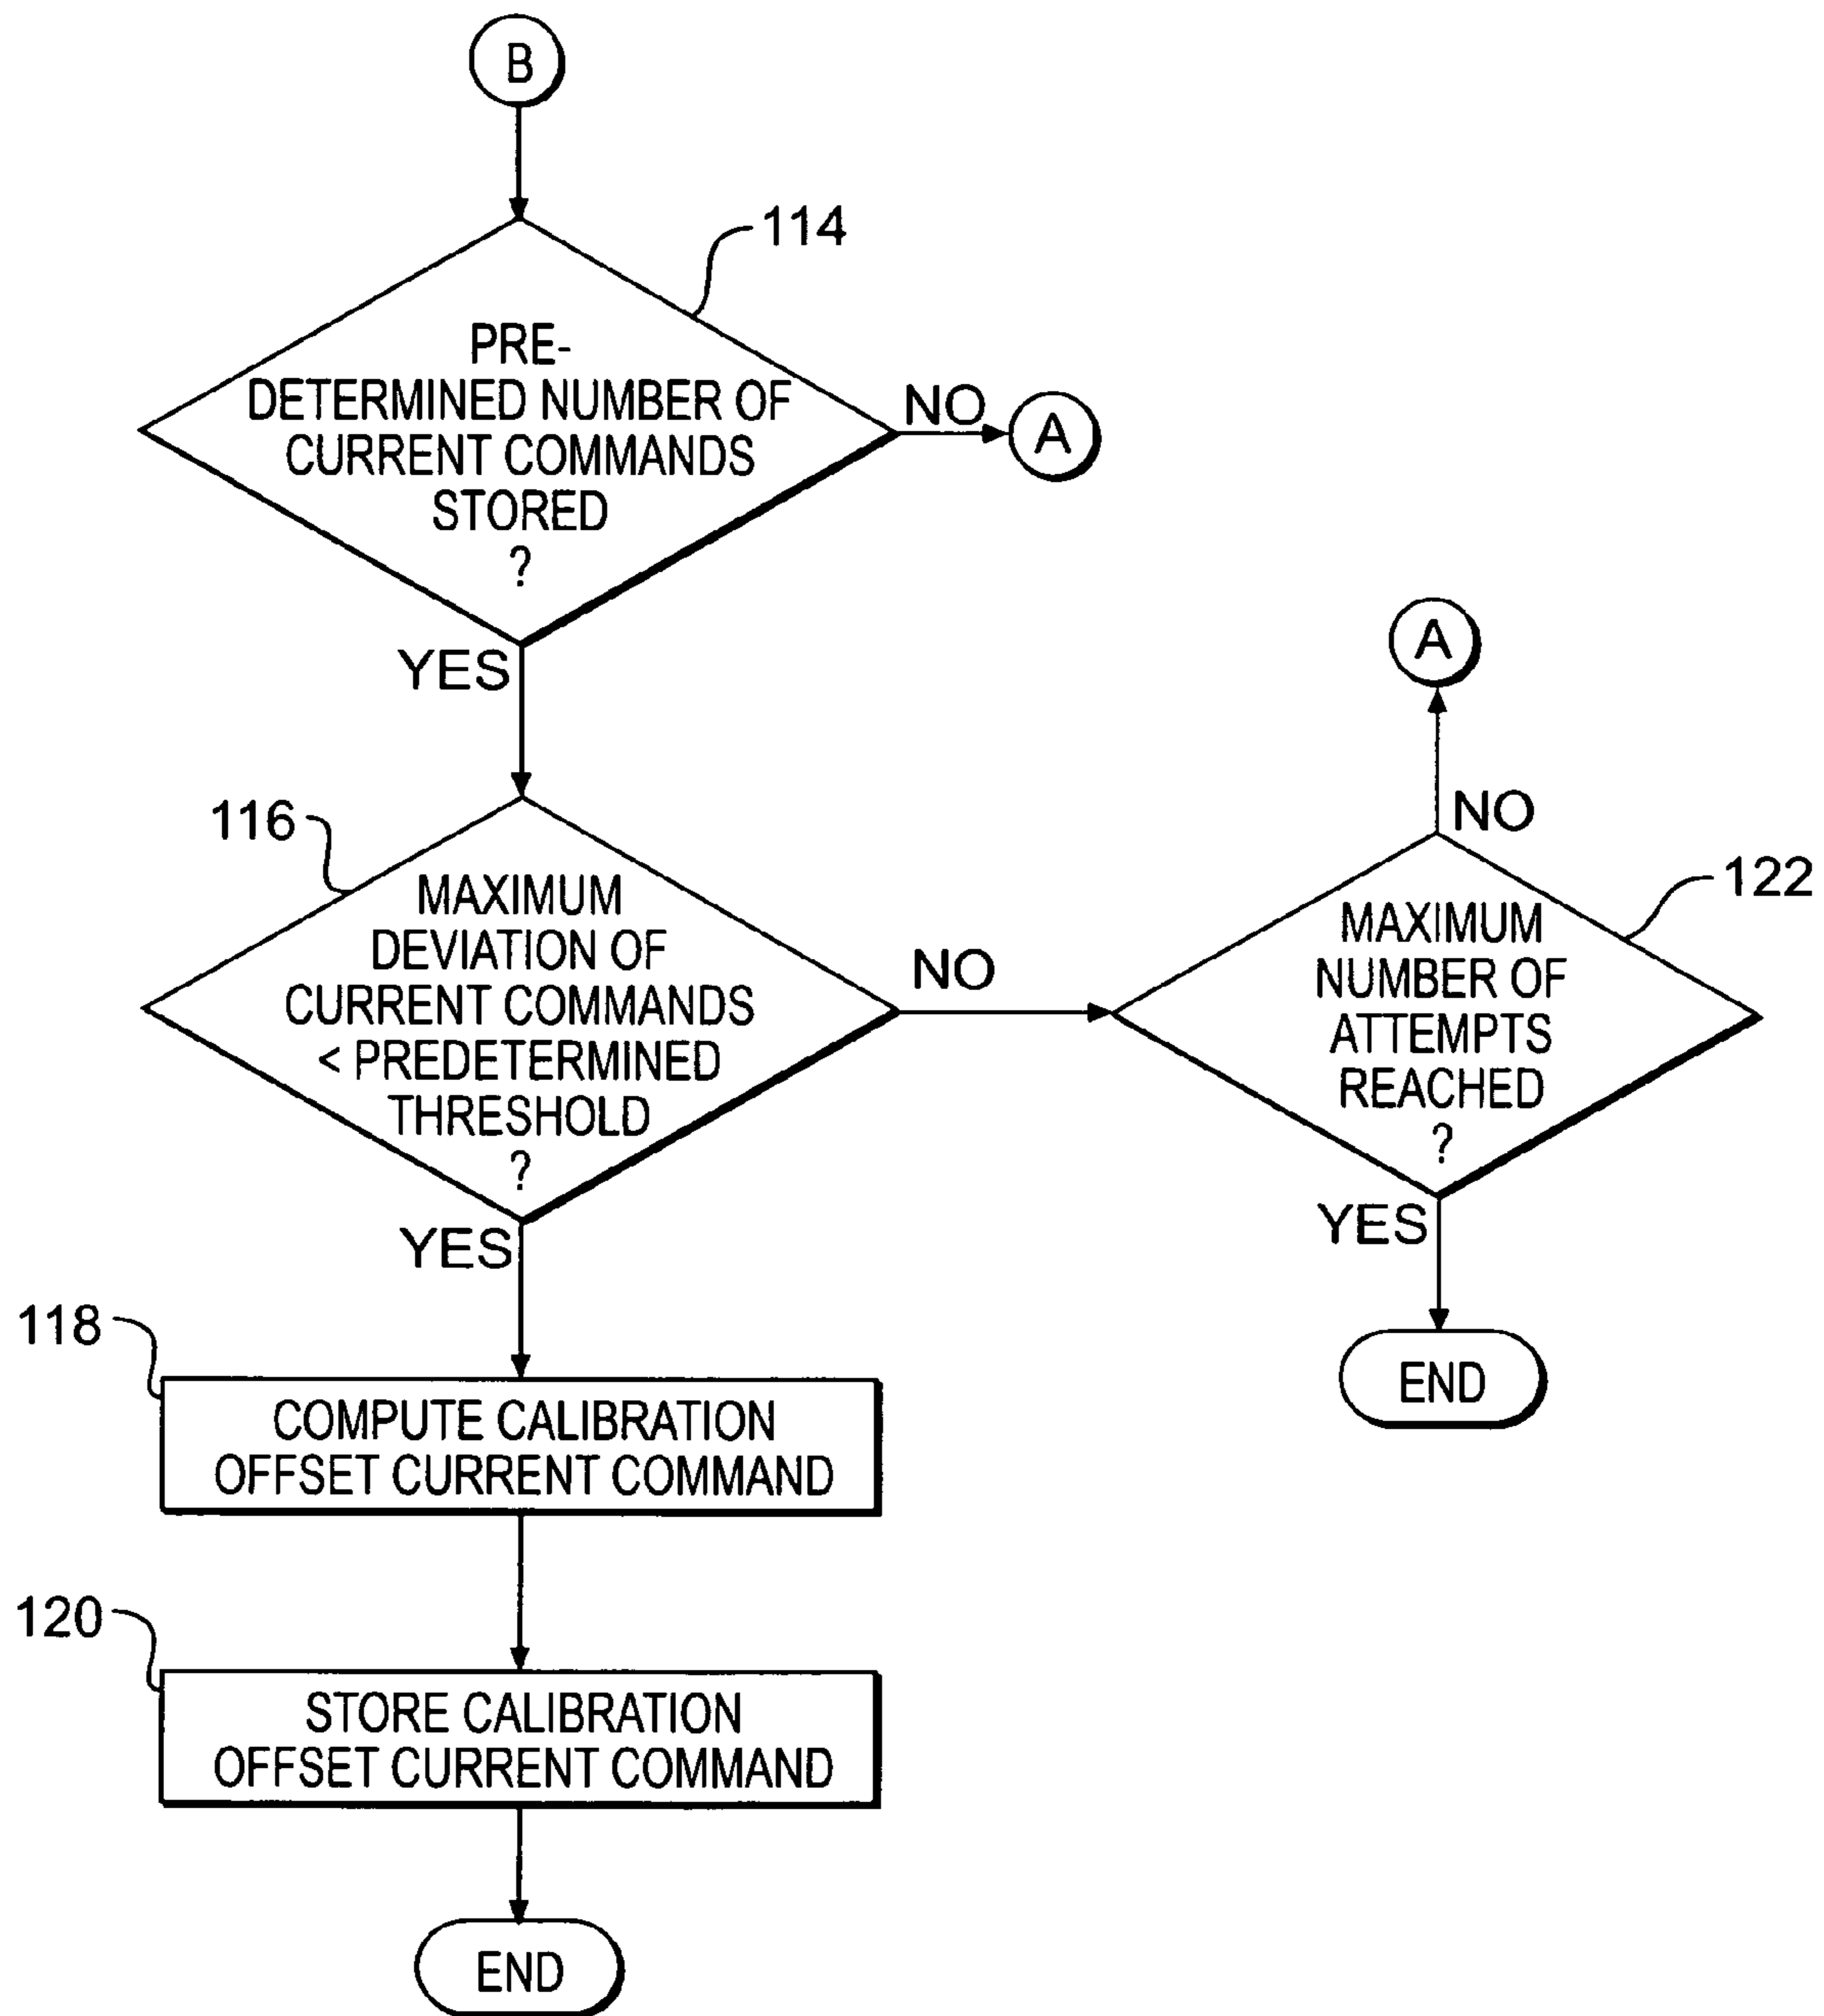 B
114
PRE-
DETERMINED NUMBER OF
CURRENT COMMANDS
STORED
?
NO
A
YES
116
MAXIMUM
DEVIATION OF
CURRENT COMMANDS
< PREDETERMINED
THRESHOLD
?
NO
A
NO
122
MAXIMUM
NUMBER OF
ATTEMPTS
REACHED
?
YES
END
YES
118
COMPUTE CALIBRATION
OFFSET CURRENT COMMAND
120
STORE CALIBRATION
OFFSET CURRENT COMMAND
END